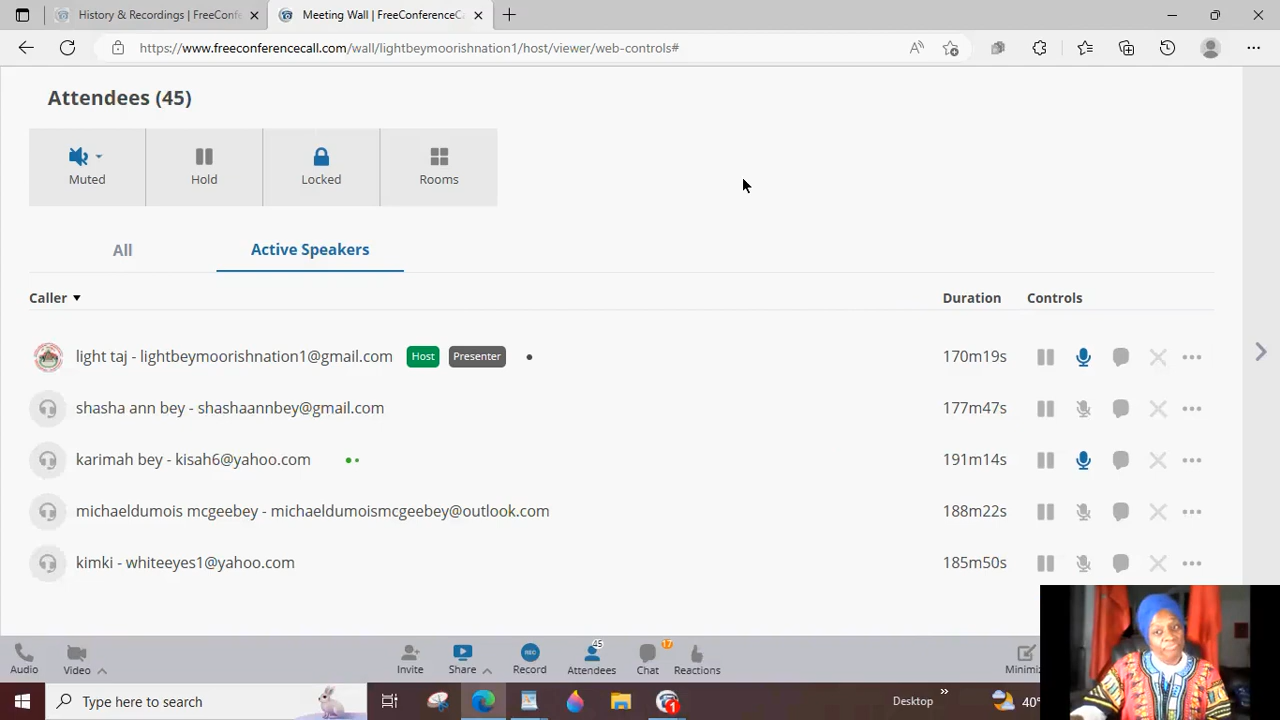 History & Recordings | FreeConfe
Meeting Wall | FreeConferenceCa
https://www.freeconferencecall.com/wall/lightbeymoorishnation1/host/viewer/web-controls#
Attendees (45)
Muted
Hold
Locked
Rooms
All
Active Speakers
Caller
Duration
Controls
light taj - lightbeymoorishnation1@gmail.com
Host
Presenter
170m19s
shasha ann bey - shashaannbey@gmail.com
177m47s
karimah bey - kisah6@yahoo.com
191m14s
michaeldumois mcgeebey - michaeldumoismcgeebey@outlook.com
188m22s
kimki - whiteeyes1@yahoo.com
185m50s
Audio
Video
Invite
Share
REC
Record
45
Attendees
17
Chat
Reactions
Minimi
Type here to search
1
Desktop
40°